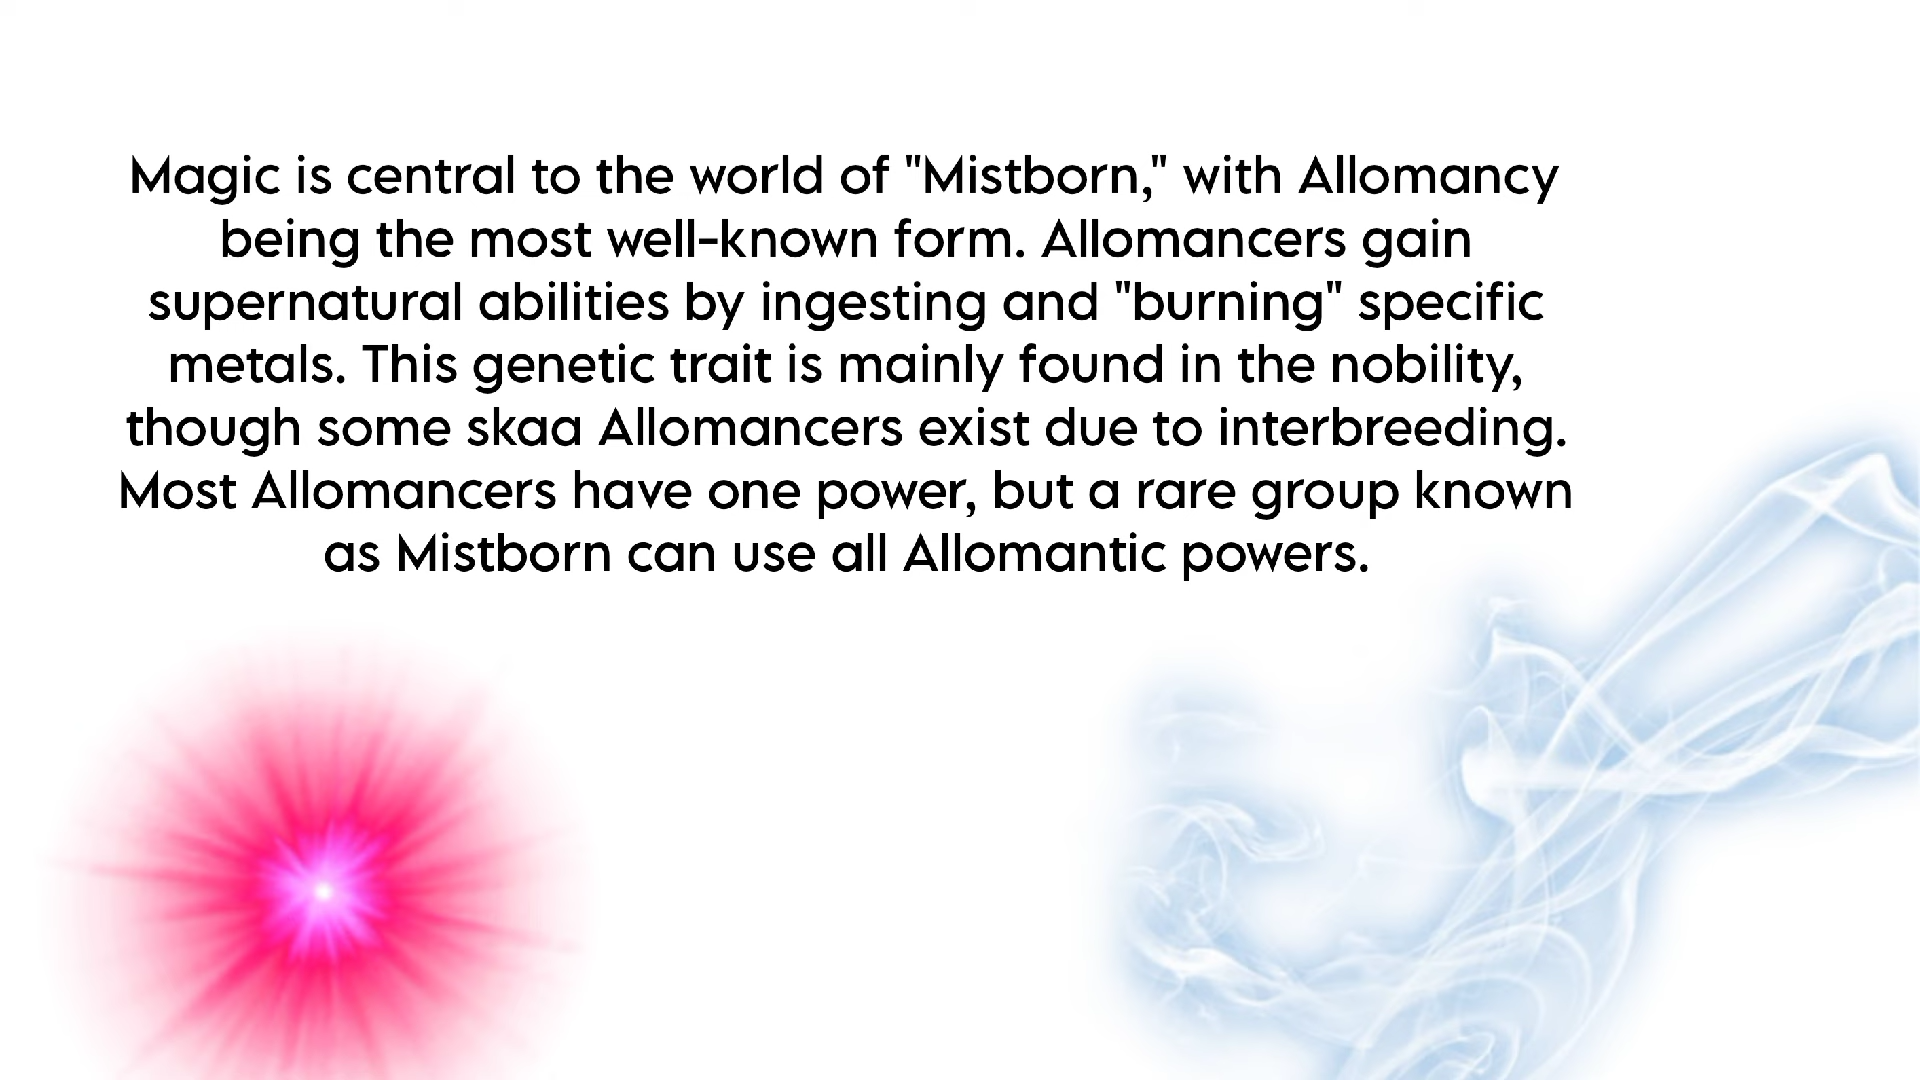 Magic is central to the world of "Mistborn," with Allomancy
being the most well-known form. Allomancers gain
supernatural abilities by ingesting and "burning" specific
metals. This genetic trait is mainly found in the nobility,
though some skaa Allomancers exist due to interbreeding.
Most Allomancers have one power, but a rare group known
as Mistborn can use all Allomantic powers.